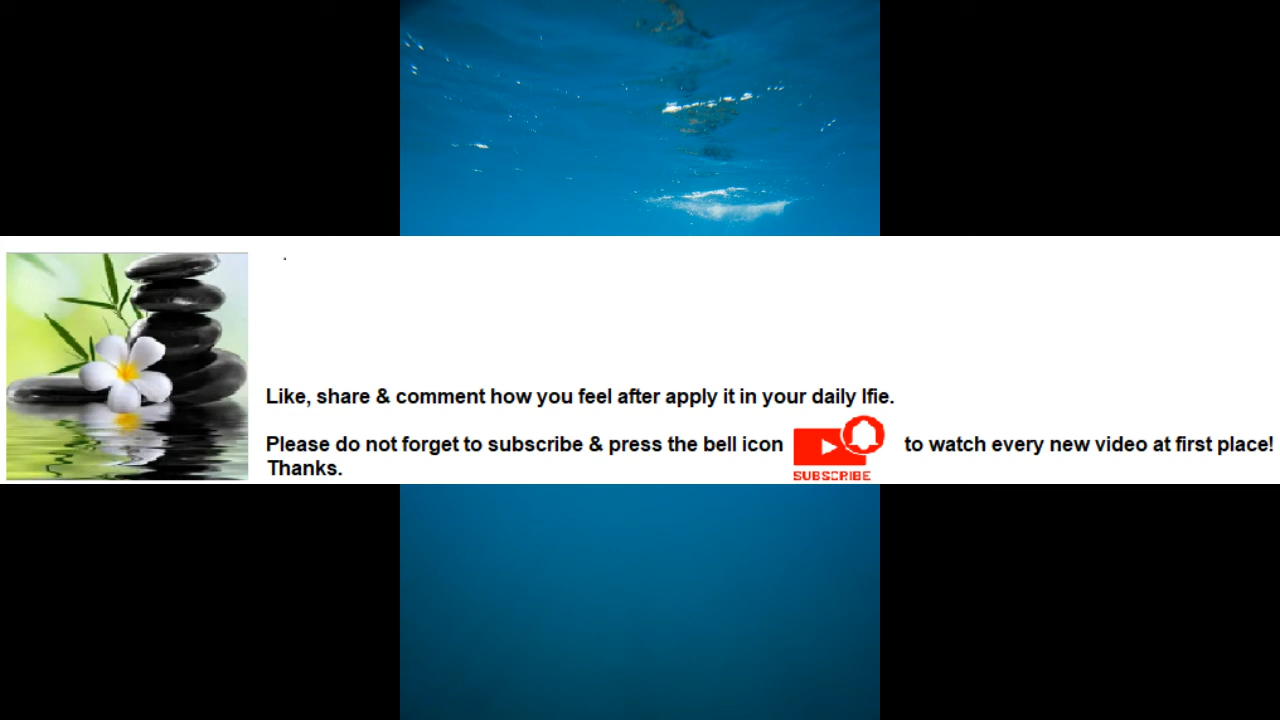 .
Like, share & comment how you feel after apply it in your daily lfie.
Please do not forget to subscribe & press the bell icon SUBSCRIBE to watch every new video at first place!
Thanks.